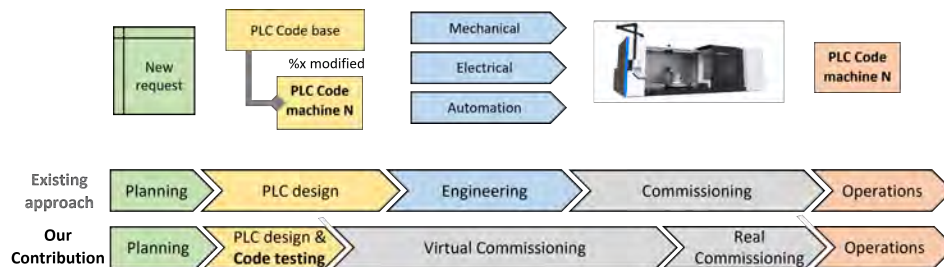 New
request
PLC Code base
%x modified
PLC Code
machine N
Mechanical
Electrical
Automation
PLC Code
machine N
Existing
approach
Planning
PLC design
Engineering
Commissioning
Operations
Our
Contribution
Planning
PLC design &
Code testing
Virtual Commissioning
Real
Commissioning
Operations